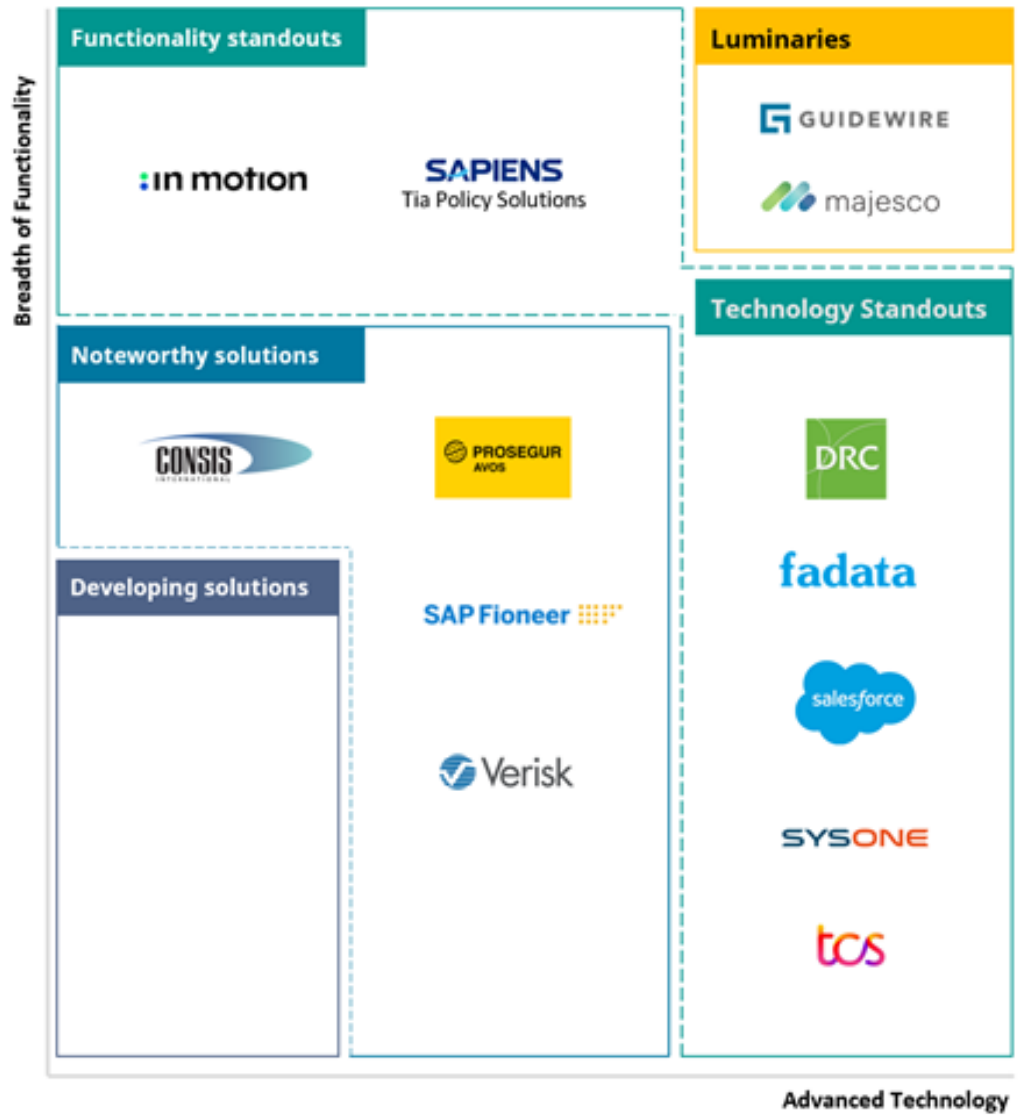 Breadth of Functionality
Functionality standouts
:in motion
SAPIENS
Tia Policy Solutions
Luminaries
GUIDEWIRE
majesco
Technology Standouts
DRC
fadata
salesforce
SYSONE
tcs
Noteworthy solutions
CONSIS
INTERNATIONAL
PROSEGUR
AVOS
SAP Fioneer
Verisk
Developing solutions
Advanced Technology